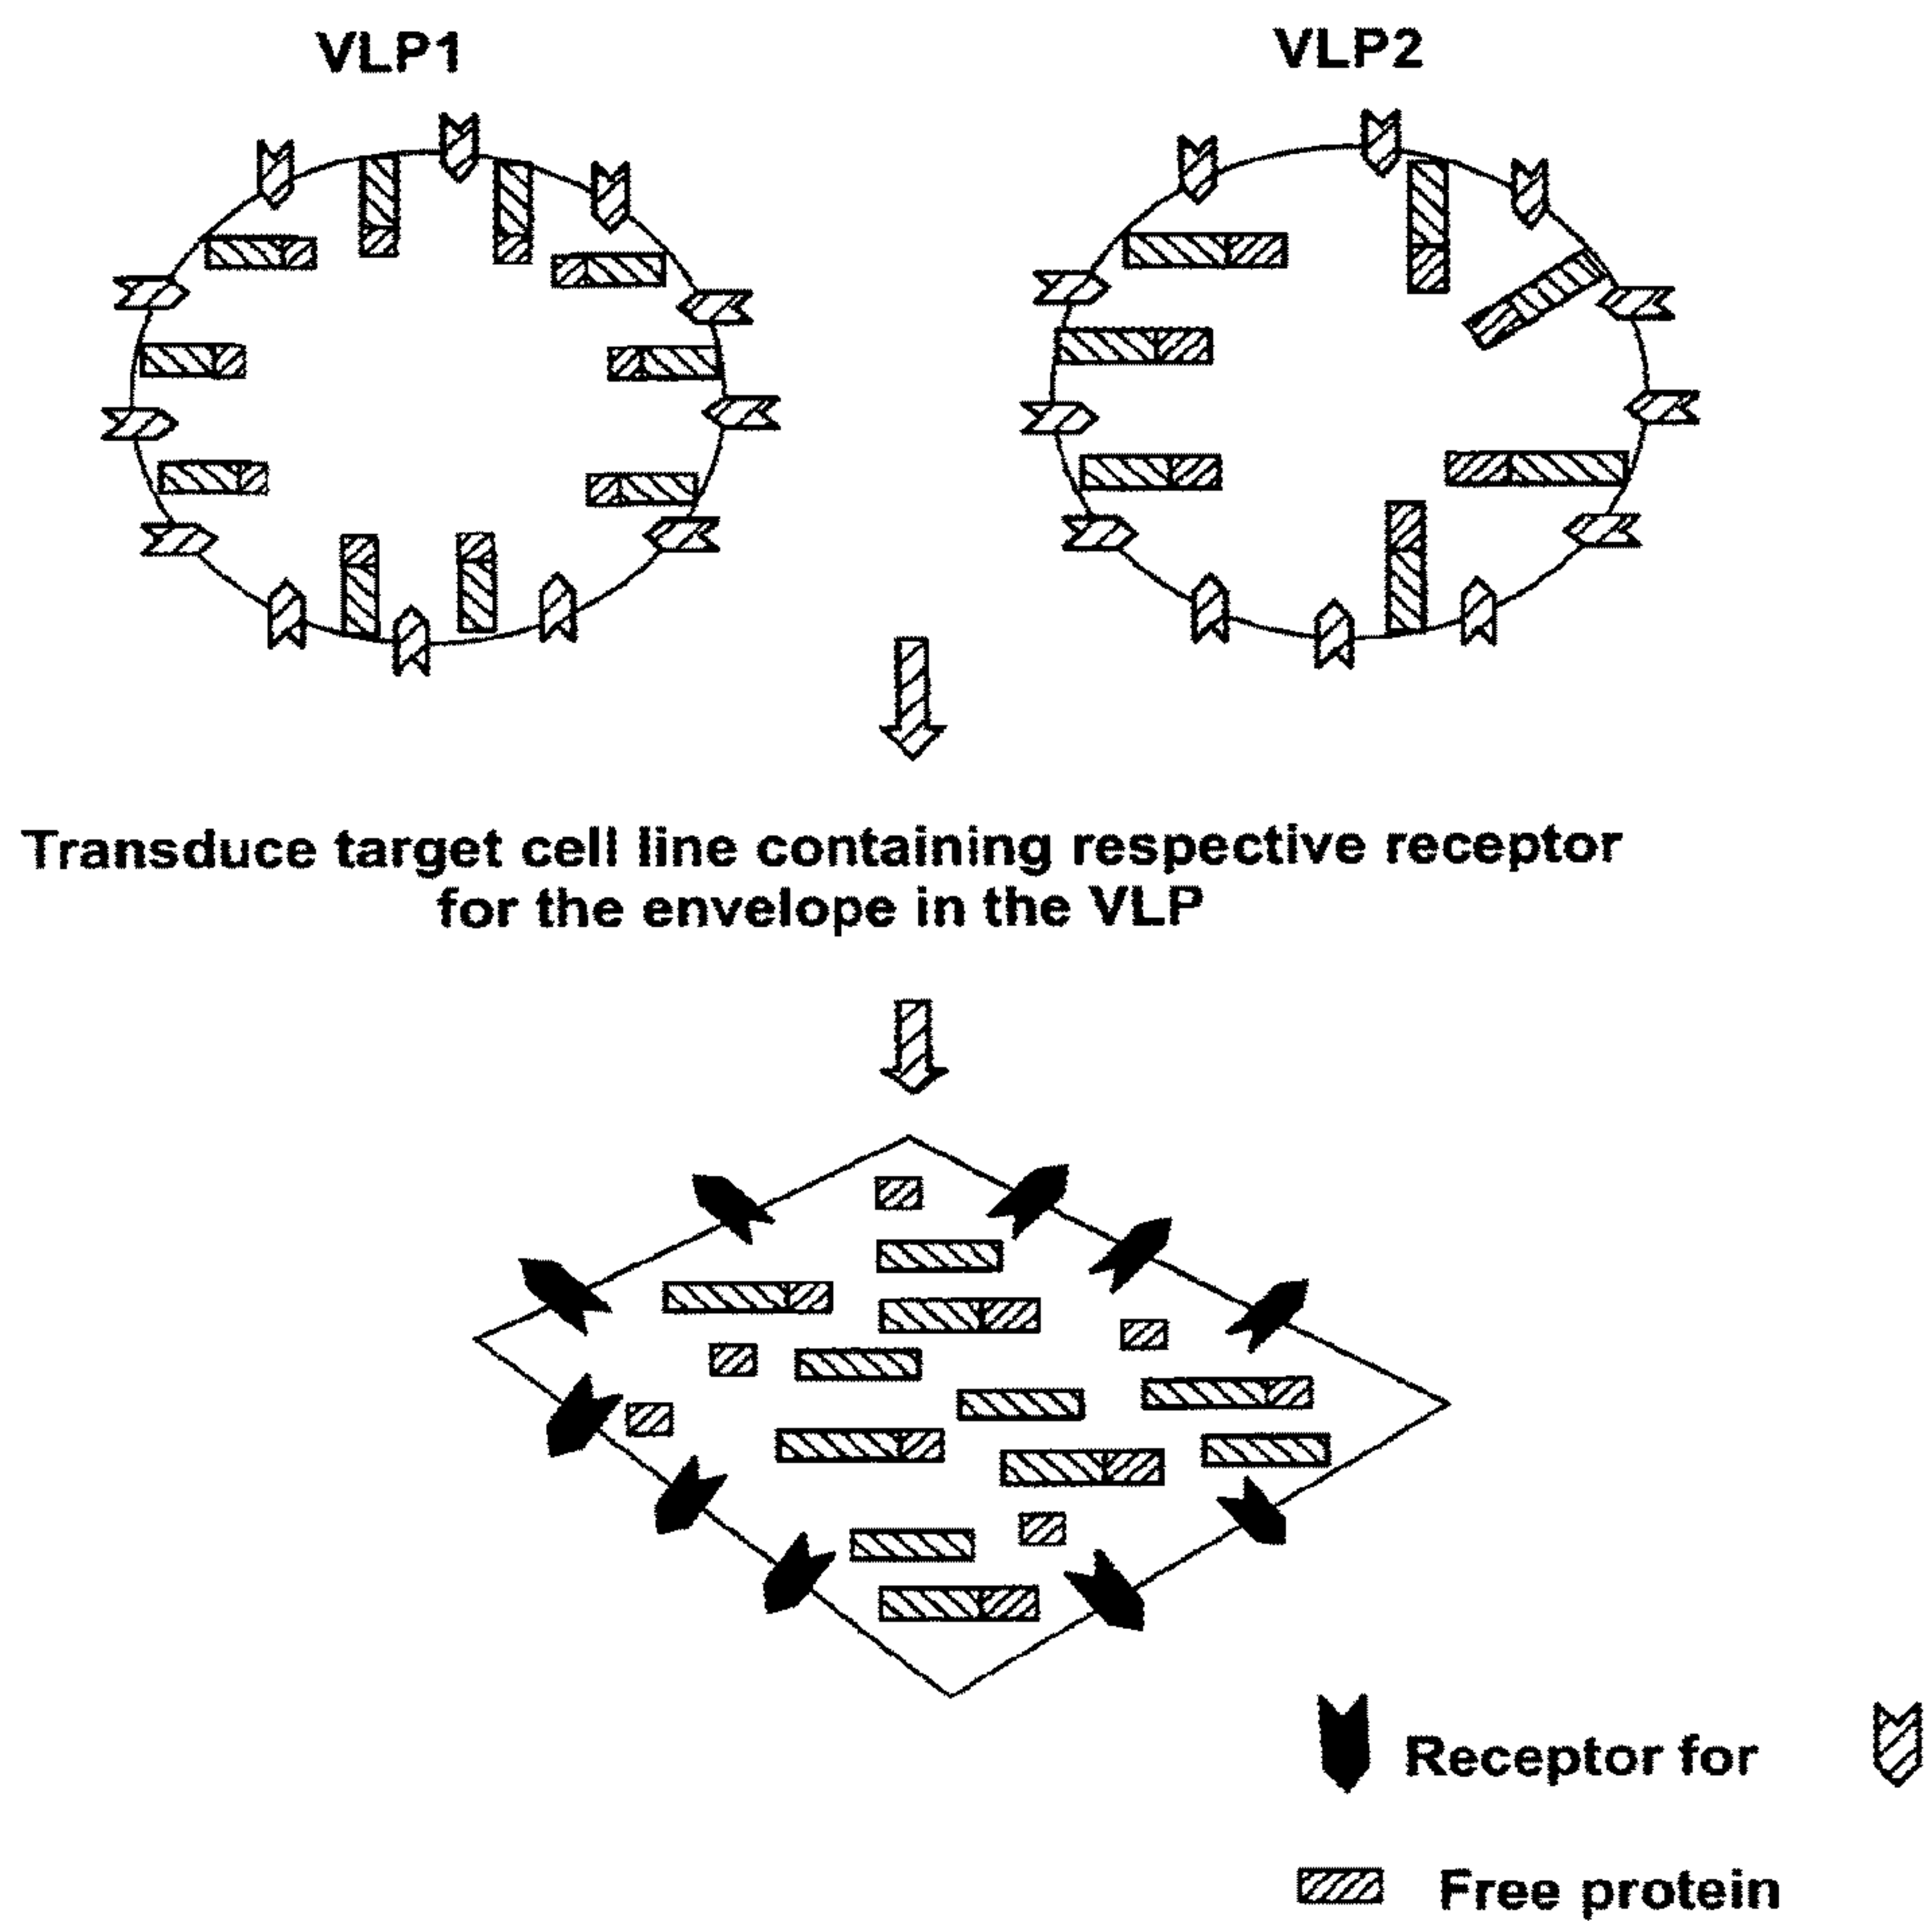 VLP1
VLP2
Transduce target cell line containing respective receptor
for the envelope in the VLP
Receptor for
Free protein